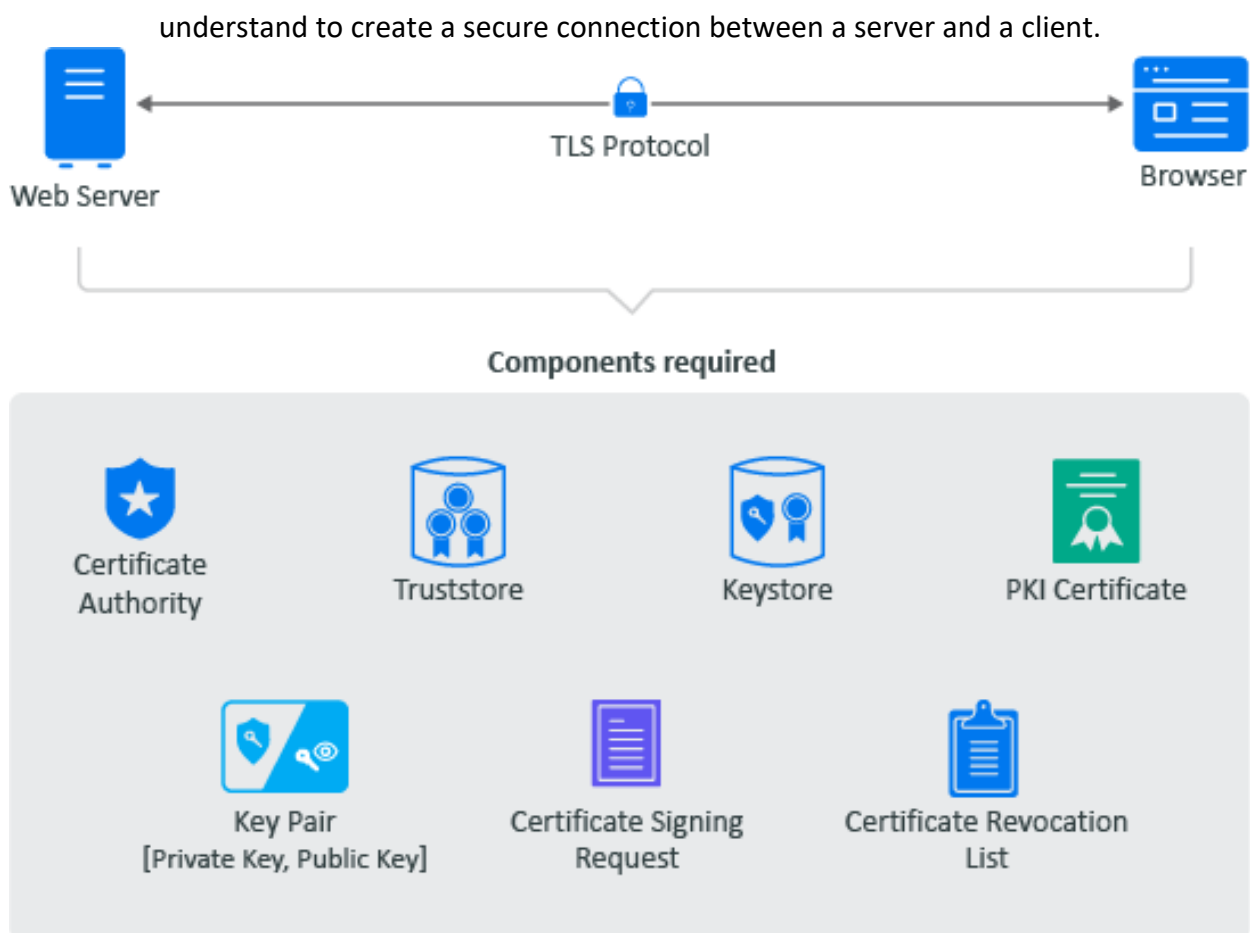 understand to create a secure connection between a server and a client.
TLS Protocol
Web Server
Browser
Components required
Certificate
Authority
Truststore
Keystore
PKI Certificate
Key Pair
[Private Key, Public Key]
Certificate Signing
Request
Certificate Revocation
List